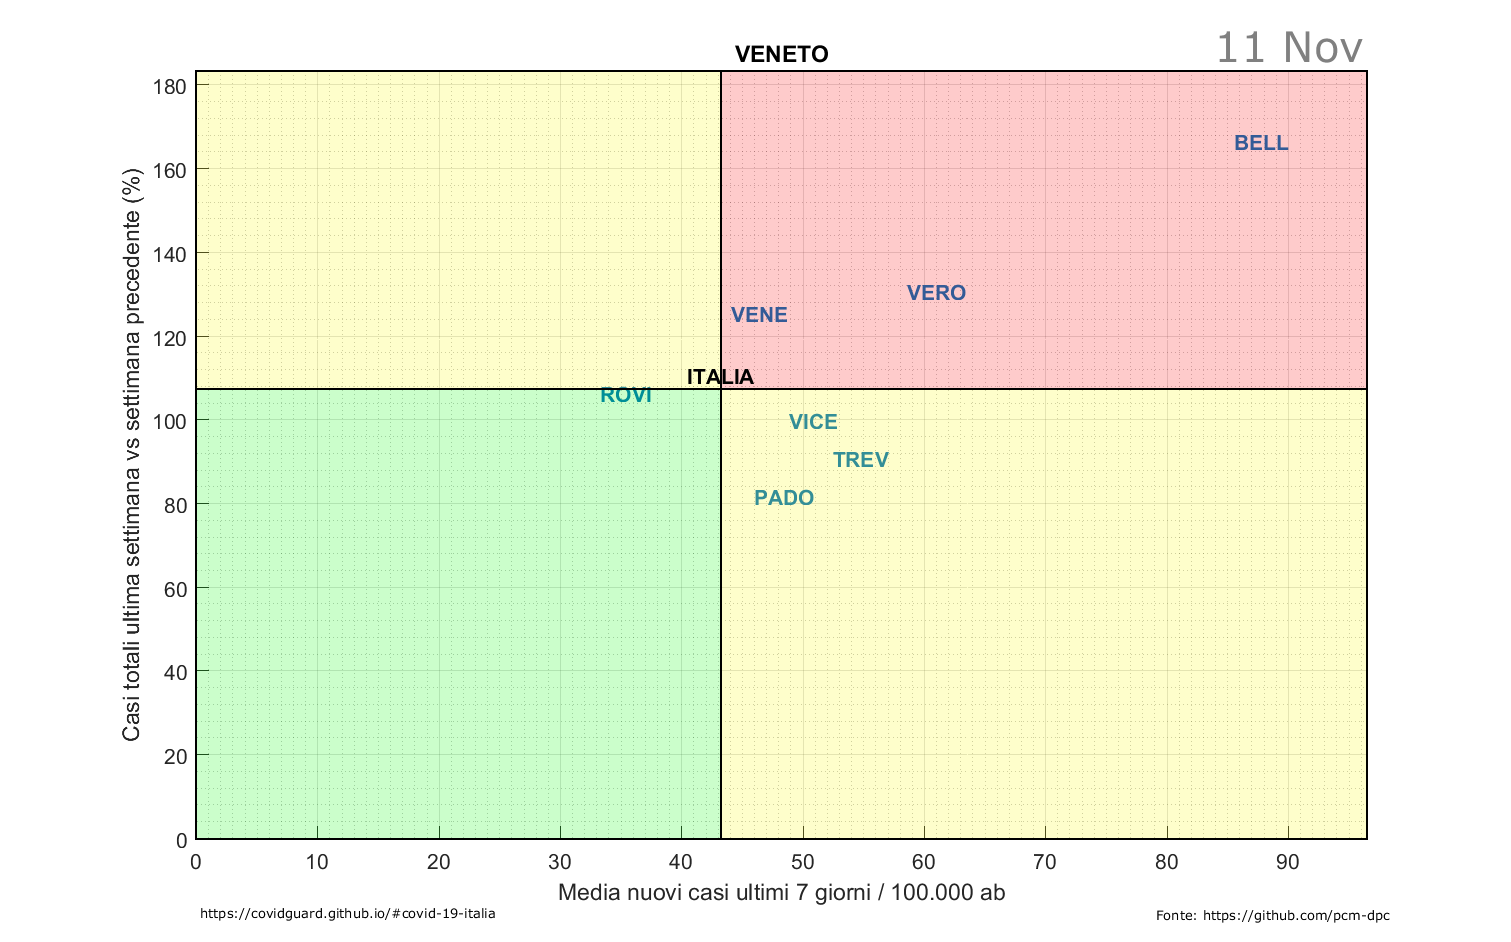 VENETO
11 Nov
Casi totali ultima settimana vs settimana precedente (%)
180
160
140
120
100
80
60
40
20
0
BELL
VERO
VENE
ITALIA
ROVI
VICE
TREV
PADO
0 10 20 30 40 50 60 70 80 90
Media nuovi casi ultimi 7 giorni / 100.000 ab
https://covidguard.github.io/#covid-19-italia
Fonte: https://github.com/pcm-dpc